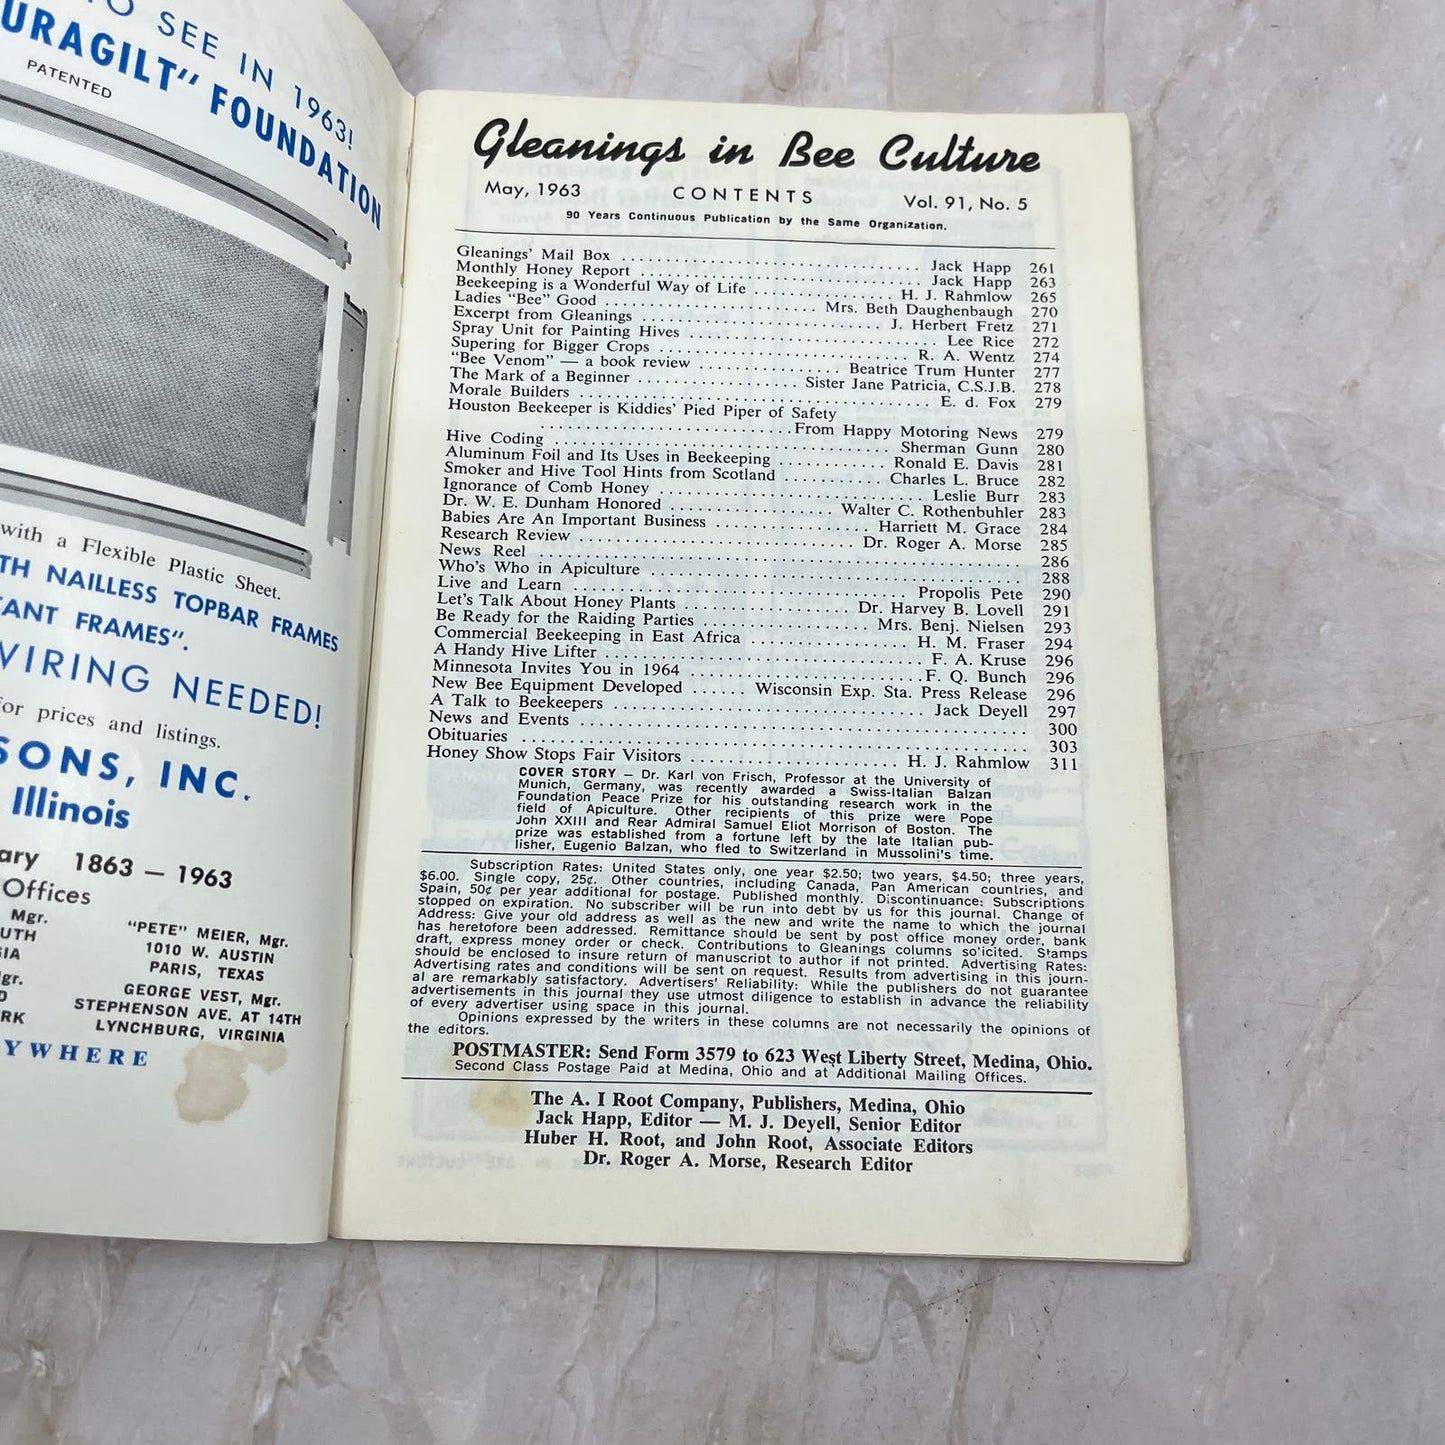 TO SEE IN 1963!
URAGILT” FOUNDATION
PATENTED
with a Flexible Plastic Sheet.
TH NAILLESS TOPBAR FRAMES
TANT FRAMES”.
WIRING NEEDED!
for prices and listings.
SONS, INC.
Illinois
ary 1863 — 1963
Offices
Mgr.
UTH
GIA
gr.
D
RK
“PETE” MEIER, Mgr.
1010 W. AUSTIN
PARIS, TEXAS
GEORGE VEST, Mgr.
STEPHENSON AVE. AT 14TH
LYNCHBURG, VIRGINIA
YWHERE
Gleanings in Bee Culture
May, 1963 CONTENTS Vol. 91, No. 5
90 Years Continuous Publication by the Same Organization.
Gleanings’ Mail Box .......... Jack Happ 261
Monthly Honey Report .......... Jack Happ 263
Beekeeping is a Wonderful Way of Life .......... H. J. Rahmlow 265
Ladies “Bee” Good .......... Mrs. Beth Daughenbaugh 270
Excerpt from Gleanings .......... J. Herbert Fretz 271
Spray Unit for Painting Hives .......... Lee Rice 272
Supering for Bigger Crops .......... R. A. Wentz 274
“Bee Venom” — a book review .......... Beatrice Trum Hunter 277
The Mark of a Beginner .......... Sister Jane Patricia, C.S.J.B. 278
Morale Builders .......... E. d. Fox 279
Houston Beekeeper is Kiddies’ Pied Piper of Safety
.......... From Happy Motoring News 279
Hive Coding .......... Sherman Gunn 280
Aluminum Foil and Its Uses in Beekeeping .......... Ronald E. Davis 281
Smoker and Hive Tool Hints from Scotland .......... Charles L. Bruce 282
Ignorance of Comb Honey .......... Leslie Burr 283
Dr. W. E. Dunham Honored .......... Walter C. Rothenbuhler 283
Babies Are An Important Business .......... Harriett M. Grace 284
Research Review .......... Dr. Roger A. Morse 285
News Reel .......... 286
Who’s Who in Apiculture .......... 288
Live and Learn .......... Propolis Pete 290
Let’s Talk About Honey Plants .......... Dr. Harvey B. Lovell 291
Be Ready for the Raiding Parties .......... Mrs. Benj. Nielsen 293
Commercial Beekeeping in East Africa .......... H. M. Fraser 294
A Handy Hive Lifter .......... F. A. Kruse 296
Minnesota Invites You in 1964 .......... F. Q. Bunch 296
New Bee Equipment Developed ...... Wisconsin Exp. Sta. Press Release 296
A Talk to Beekeepers .......... Jack Deyell 297
News and Events .......... 300
Obituaries .......... 303
Honey Show Stops Fair Visitors .......... H. J. Rahmlow 311
COVER STORY — Dr. Karl von Frisch, Professor at the University of
Munich, Germany, was recently awarded a Swiss-Italian Balzan
Foundation Peace Prize for his outstanding research work in the
field of Apiculture. Other recipients of this prize were Pope
John XXIII and Rear Admiral Samuel Eliot Morrison of Boston. The
prize was established from a fortune left by the late Italian pub-
lisher, Eugenio Balzan, who fled to Switzerland in Mussolini’s time.
Subscription Rates: United States only, one year $2.50; two years, $4.50; three years,
$6.00. Single copy, 25¢. Other countries, including Canada, Pan American countries, and
Spain, 50¢ per year additional for postage. Published monthly. Discontinuance: Subscriptions
stopped on expiration. No subscriber will be run into debt by us for this journal. Change of
Address: Give your old address as well as the new and write the name to which the journal
has heretofore been addressed. Remittance should be sent by post office money order, bank
draft, express money order or check. Contributions to Gleanings columns so'icited. Stamps
should be enclosed to insure return of manuscript to author if not printed. Advertising Rates:
Advertising rates and conditions will be sent on request. Results from advertising in this journ-
al are remarkably satisfactory. Advertisers’ Reliability: While the publishers do not guarantee
advertisements in this journal they use utmost diligence to establish in advance the reliability
of every advertiser using space in this journal.
Opinions expressed by the writers in these columns are not necessarily the opinions of
the editors.
POSTMASTER: Send Form 3579 to 623 West Liberty Street, Medina, Ohio.
Second Class Postage Paid at Medina, Ohio and at Additional Mailing Offices.
The A. I Root Company, Publishers, Medina, Ohio
Jack Happ, Editor — M. J. Deyell, Senior Editor
Huber H. Root, and John Root, Associate Editors
Dr. Roger A. Morse, Research Editor